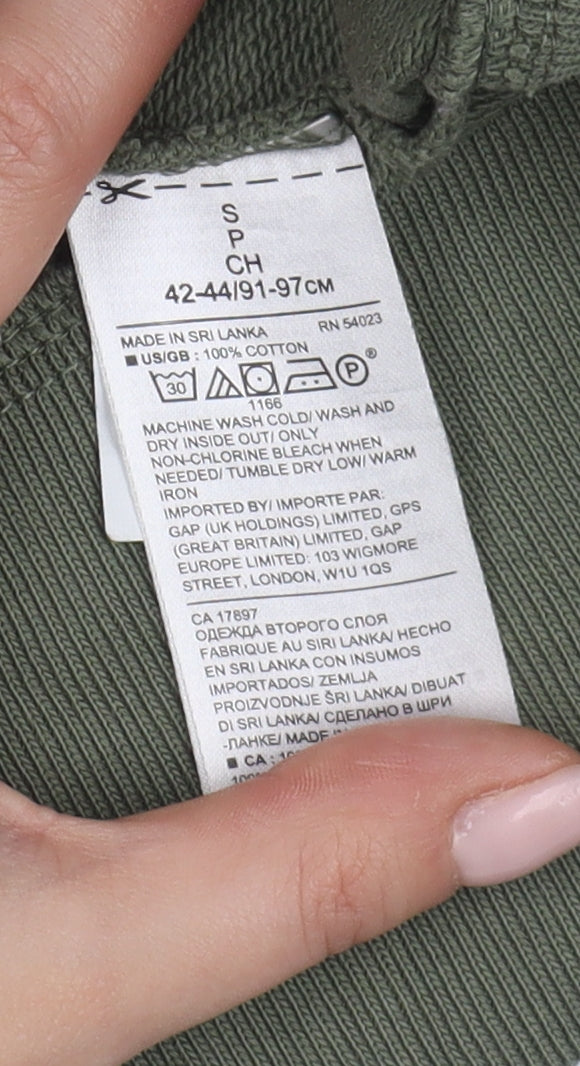 S
P
CH
42-44/91-97CM
MADE IN SRI LANKA RN 54023
■ US/GB : 100% COTTON
30 P ®
1166
MACHINE WASH COLD/ WASH AND
DRY INSIDE OUT/ ONLY
NON-CHLORINE BLEACH WHEN
NEEDED/ TUMBLE DRY LOW/ WARM
IRON
IMPORTED BY/ IMPORTE PAR:
GAP (UK HOLDINGS) LIMITED, GPS
(GREAT BRITAIN) LIMITED, GAP
EUROPE LIMITED: 103 WIGMORE
STREET, LONDON, W1U 1QS
CA 17897
ОДЕЖДА ВТОРОГО СЛОЯ
FABRIQUE AU SIRI LANKA/ HECHO
EN SRI LANKA CON INSUMOS
IMPORTADOS/ ZEMLJA
PROIZVODNJE ŠRI LANKA/ DIBUAT
DI SRI LANKA/ СДЕЛАНО В ШРИ
-ЛАНКЕ/ MADE
■ CA :